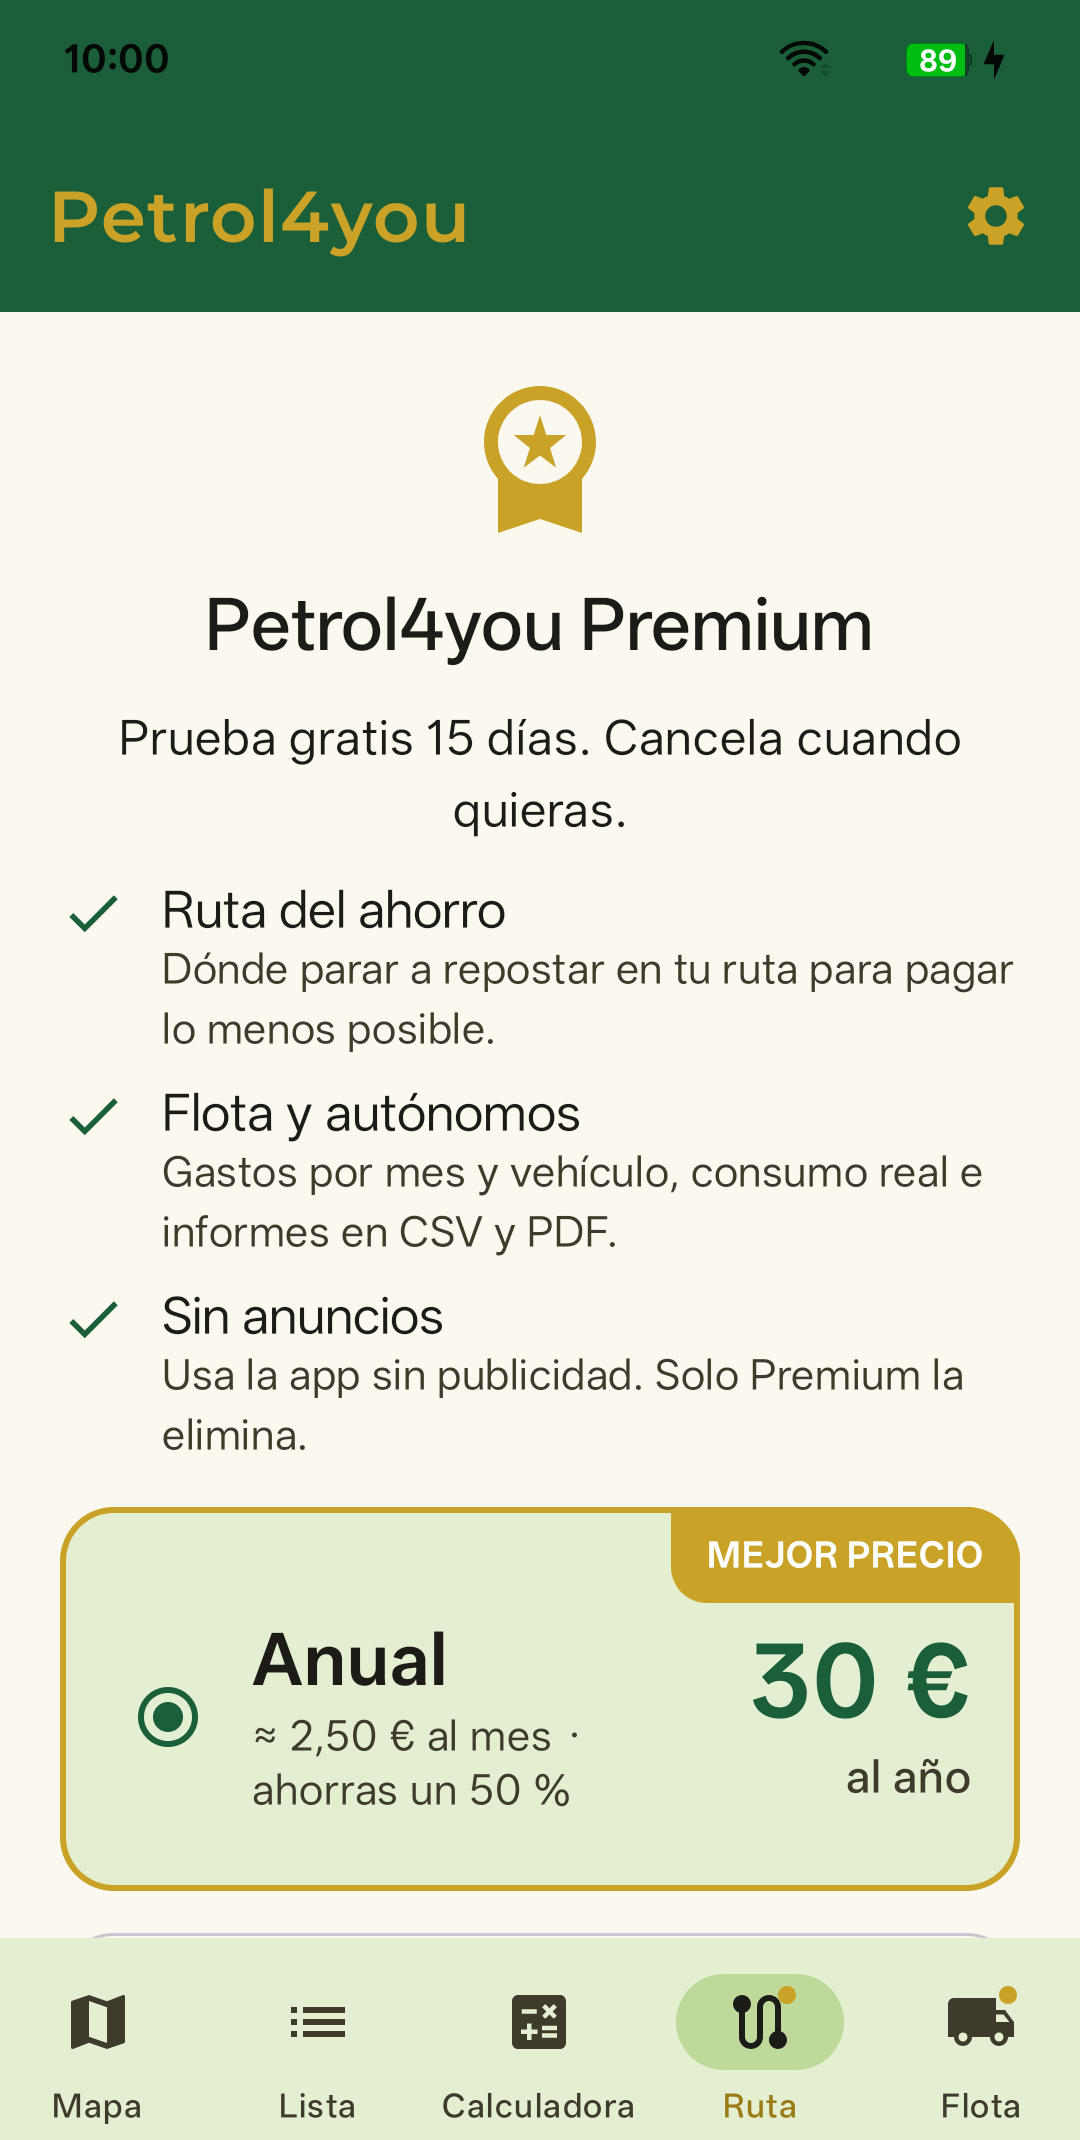 10:00
89
Petrol4you
Petrol4you Premium
Prueba gratis 15 días. Cancela cuando
quieras.
Ruta del ahorro
Dónde parar a repostar en tu ruta para pagar
lo menos posible.
Flota y autónomos
Gastos por mes y vehículo, consumo real e
informes en CSV y PDF.
Sin anuncios
Usa la app sin publicidad. Solo Premium la
elimina.
MEJOR PRECIO
Anual
30 €
≈ 2,50 € al mes ·
ahorras un 50 %
al año
Mapa
Lista
Calculadora
Ruta
Flota